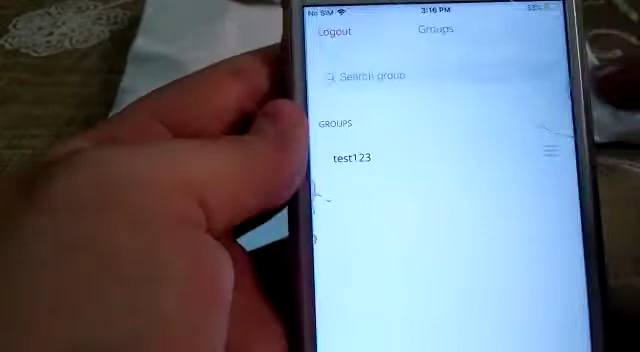 No SIM 3:16 PM
Logout Groups
Search group
GROUPS
test123